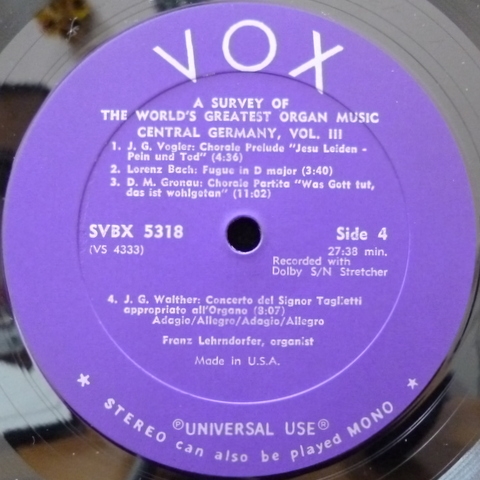 VOX
A SURVEY OF
THE WORLD'S GREATEST ORGAN MUSIC
CENTRAL GERMANY, VOL. III
1. J. G. Vogler: Chorale Prelude "Jesu Leiden -
Pein und Tod" (4:36)
2. Lorenz Bach: Fugue in D major (3:40)
3. D. M. Gronau: Chorale Partita "Was Gott tut,
das ist wohlgetan" (11:02)
SVBX 5318
(VS 4333)
Side 4
27:38 min.
Recorded with
Dolby S/N Stretcher
4. J. G. Walther: Concerto del Signor Taglietti
appropriato all'Organo (8:07)
Adagio/Allegro/Adagio/Allegro
Franz Lehrndorfer, organist
Made in U.S.A.
℗UNIVERSAL USE®
★ STEREO can also be played MONO ★